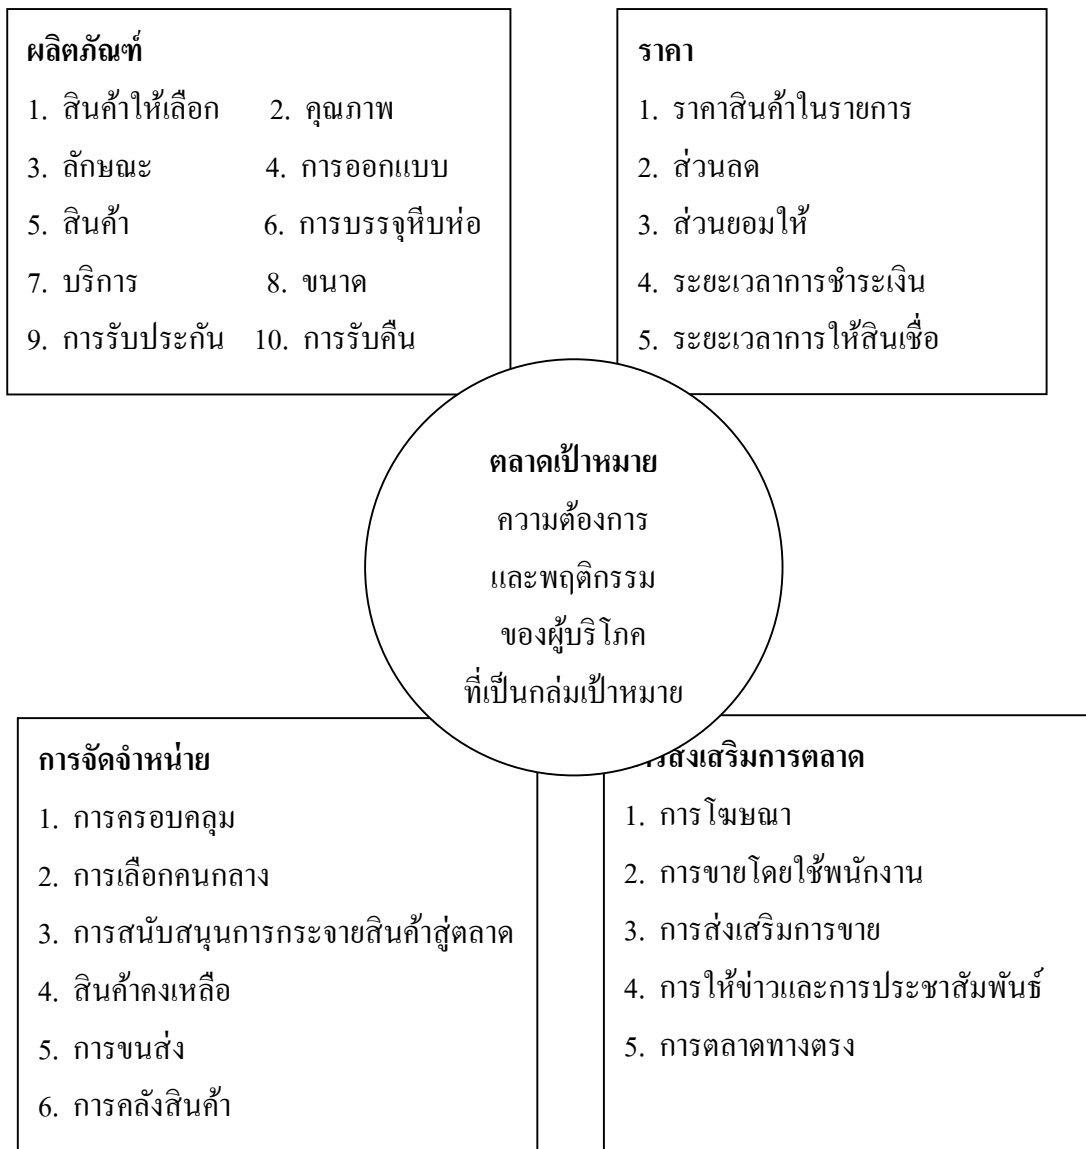 ผลิตภัณฑ์
1. สินค้าให้เลือก 2. คุณภาพ
3. ลักษณะ 4. การออกแบบ
5. สินค้า 6. การบรรจุหีบห่อ
7. บริการ 8. ขนาด
9. การรับประกัน 10. การรับคืน
ราคา
1. ราคาสินค้าในรายการ
2. ส่วนลด
3. ส่วนยอมให้
4. ระยะเวลาการชำระเงิน
5. ระยะเวลาการให้สินเชื่อ
ตลาดเป้าหมาย
ความต้องการ
และพฤติกรรม
ของผู้บริโภค
ที่เป็นกล่มเป้าหมาย
การจัดจำหน่าย
1. การครอบคลุม
2. การเลือกคนกลาง
3. การสนับสนุนการกระจายสินค้าสู่ตลาด
4. สินค้าคงเหลือ
5. การขนส่ง
6. การคลังสินค้า
ส่งเสริมการตลาด
1. การโฆษณา
2. การขายโดยใช้พนักงาน
3. การส่งเสริมการขาย
4. การให้ข่าวและการประชาสัมพันธ์
5. การตลาดทางตรง